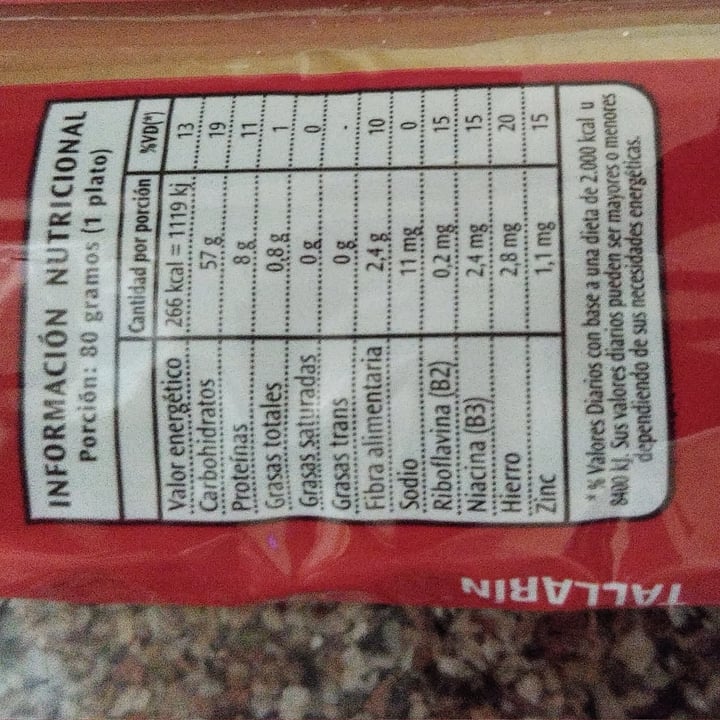 INFORMACIÓN NUTRICIONAL
Porción: 80 gramos (1 plato)
Cantidad por porción %VD(*)
Valor energético 266 kcal = 1119 kj 13
Carbohidratos 57 g 19
Proteínas 8 g 11
Grasas totales 0,8 g 1
Grasas saturadas 0 g 0
Grasas trans 0 g -
Fibra alimentaria 2,4 g 10
Sodio 11 mg 0
Riboflavina (B2) 0,2 mg 15
Niacina (B3) 2,4 mg 15
Hierro 2,8 mg 20
Zinc 1,1 mg 15
* % Valores Diarios con base a una dieta de 2.000 kcal u
8400 kJ. Sus valores diarios pueden ser mayores o menores
dependiendo de sus necesidades energéticas.
TALLARIN